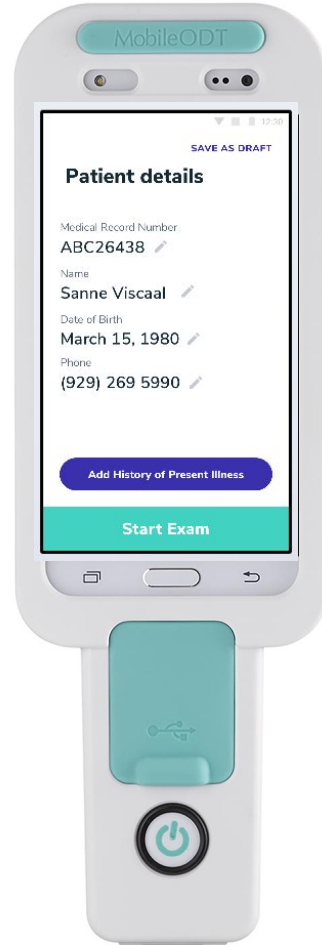 MobileODT
12:30
SAVE AS DRAFT
Patient details
Medical Record Number
ABC26438
Name
Sanne Viscaal
Date of Birth
March 15, 1980
Phone
(929) 269 5990
Add History of Present Illness
Start Exam